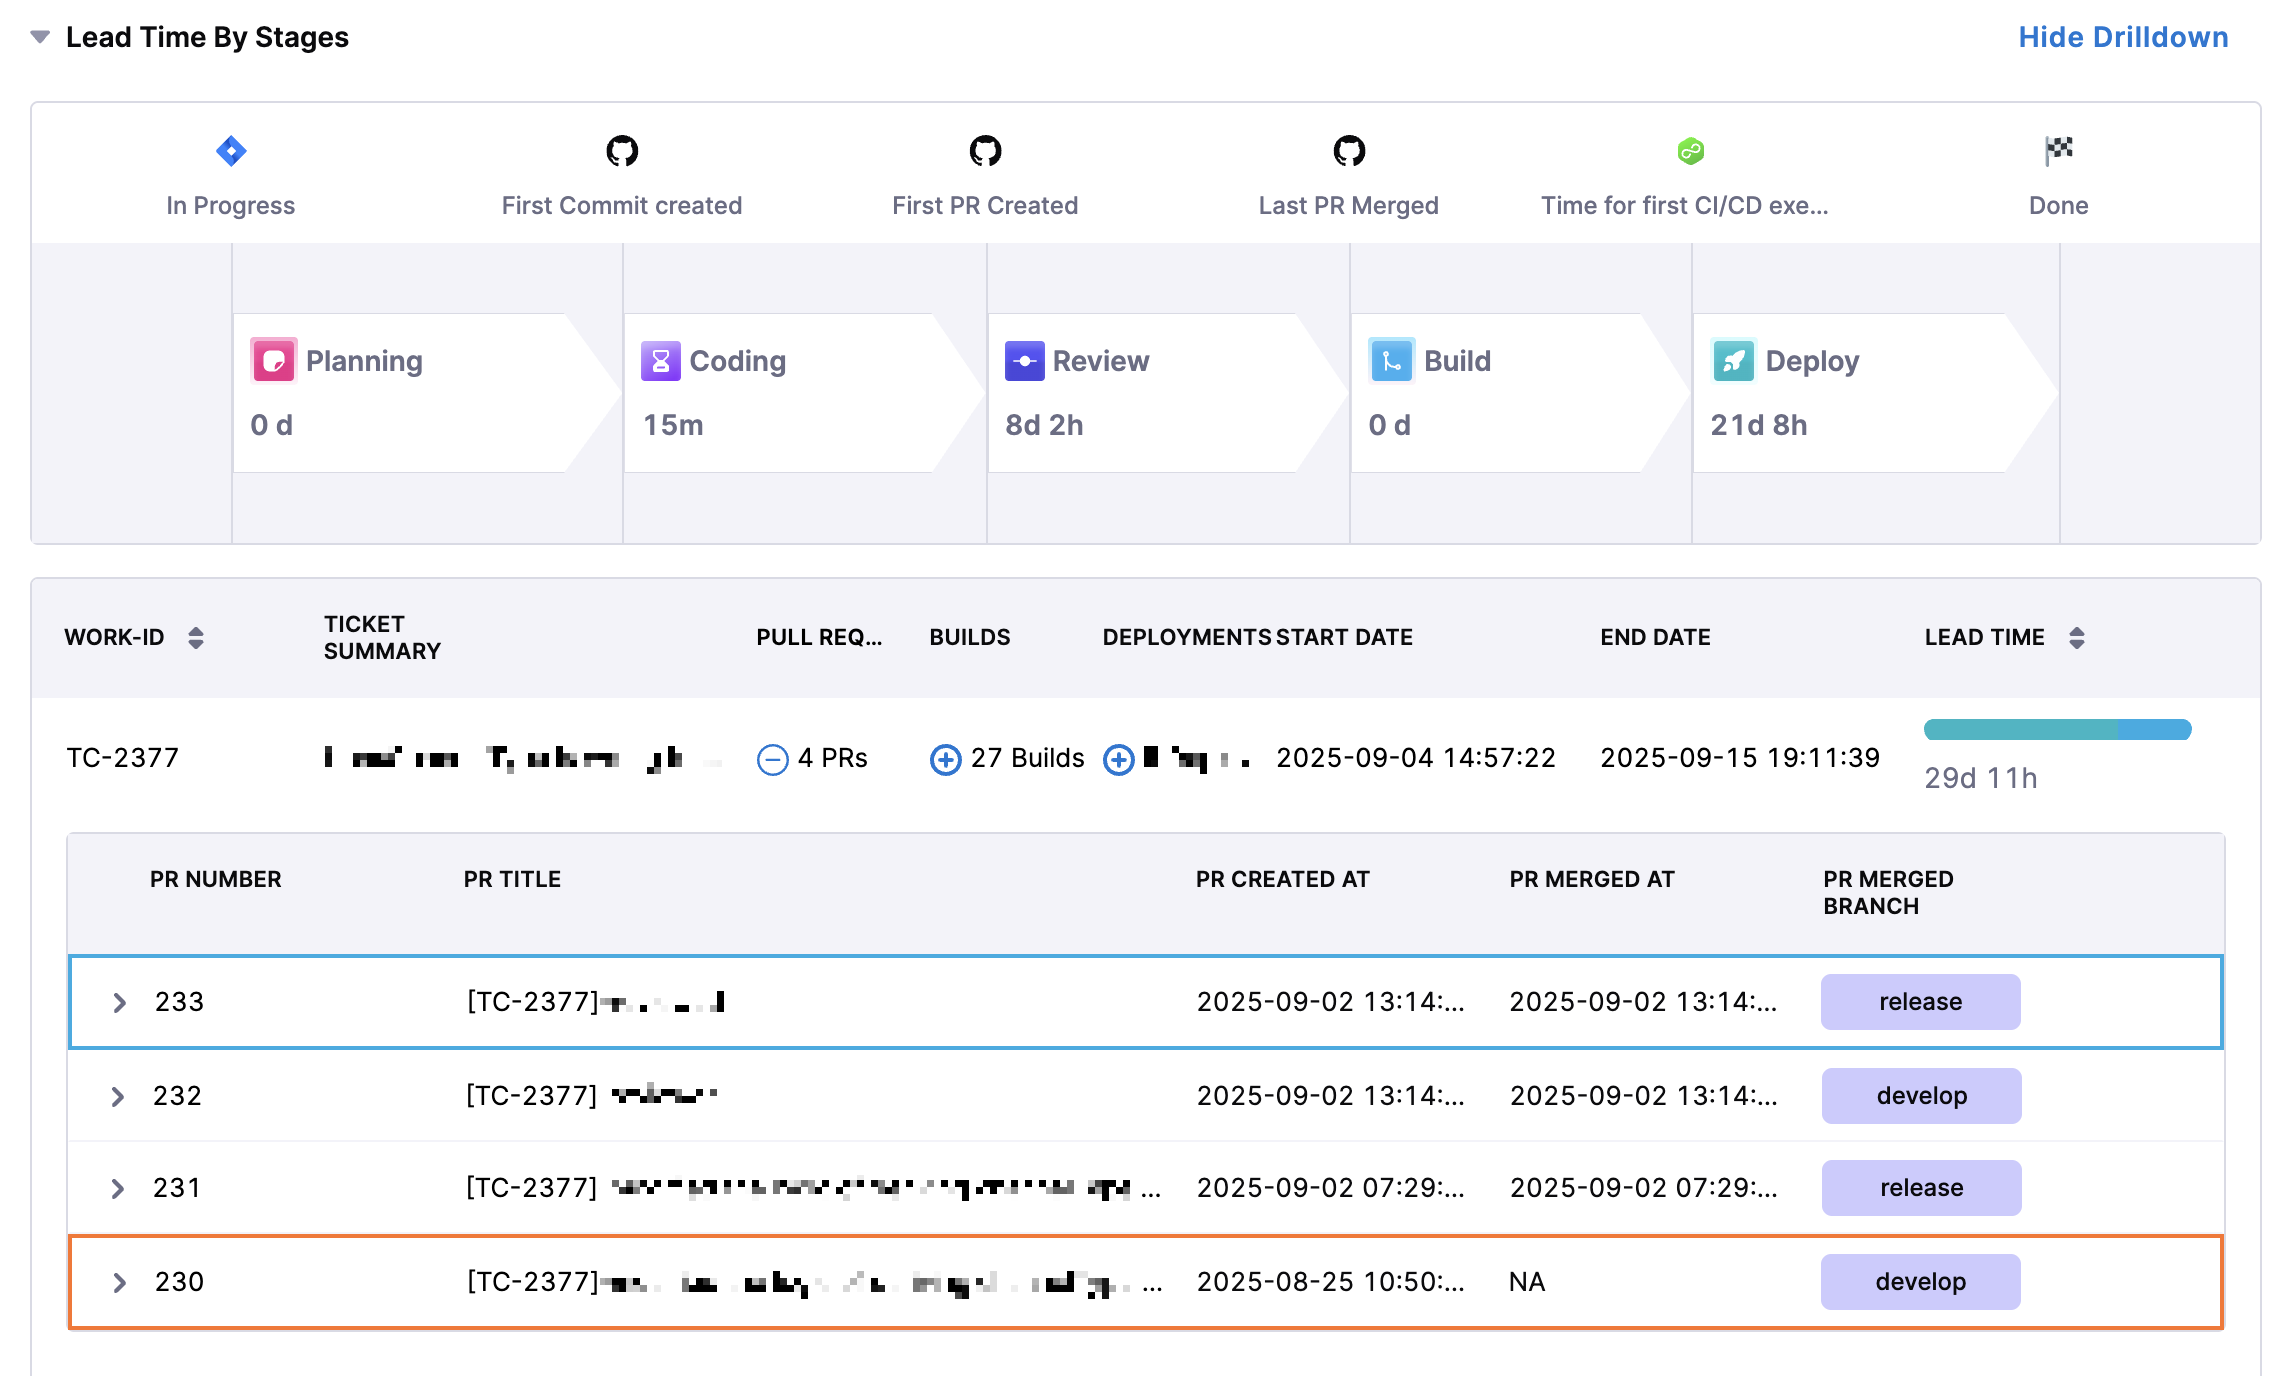 Lead Time By Stages
Hide Drilldown
In Progress
First Commit created
First PR Created
Last PR Merged
Time for first CI/CD exe...
Done
Planning
0 d
Coding
15m
Review
8d 2h
Build
0 d
Deploy
21d 8h
WORK-ID
TICKET
SUMMARY
PULL REQ...
BUILDS
DEPLOYMENTS
START DATE
END DATE
LEAD TIME
TC-2377
4 PRs
27 Builds
2025-09-04 14:57:22
2025-09-15 19:11:39
29d 11h
PR NUMBER
PR TITLE
PR CREATED AT
PR MERGED AT
PR MERGED
BRANCH
233
[TC-2377]
2025-09-02 13:14:...
2025-09-02 13:14:...
release
232
[TC-2377]
2025-09-02 13:14:...
2025-09-02 13:14:...
develop
231
[TC-2377] ...
2025-09-02 07:29:...
2025-09-02 07:29:...
release
230
[TC-2377] ...
2025-08-25 10:50:...
NA
develop